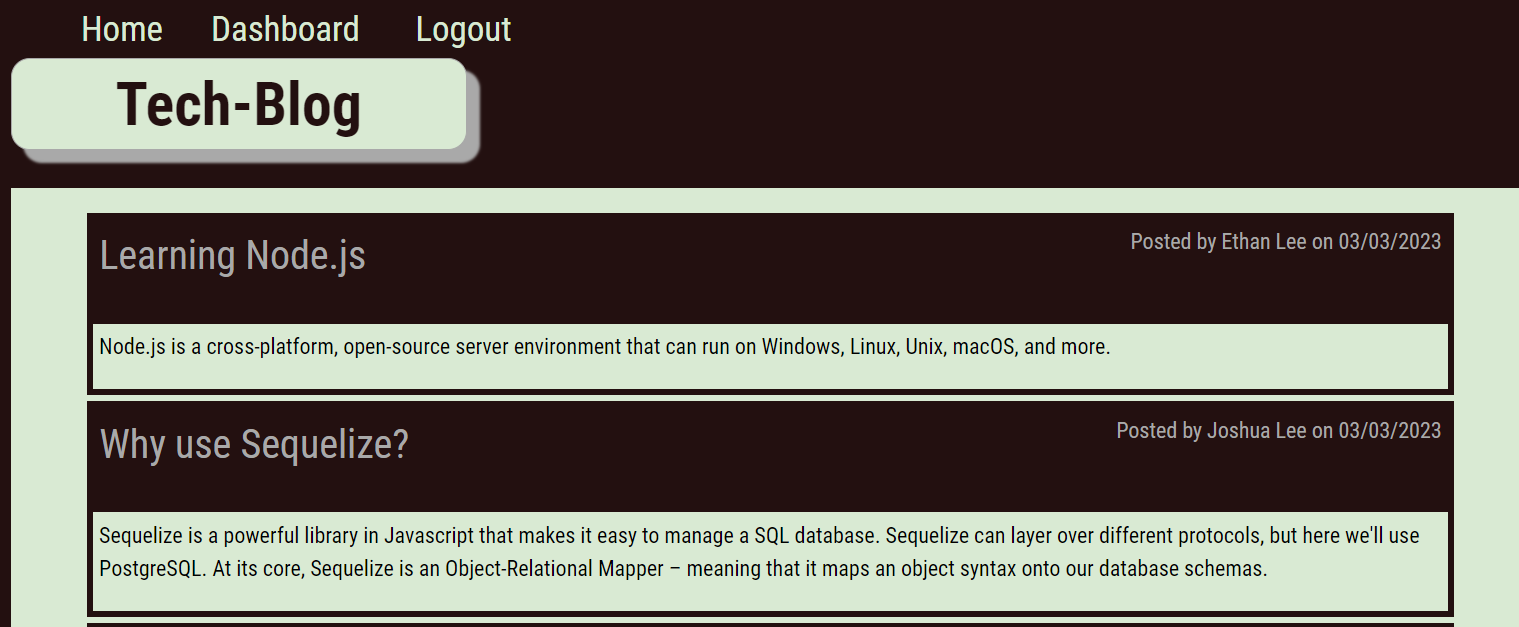 Home Dashboard Logout
Tech-Blog
Learning Node.js
Posted by Ethan Lee on 03/03/2023
Node.js is a cross-platform, open-source server environment that can run on Windows, Linux, Unix, macOS, and more.
Why use Sequelize?
Posted by Joshua Lee on 03/03/2023
Sequelize is a powerful library in Javascript that makes it easy to manage a SQL database. Sequelize can layer over different protocols, but here we'll use
PostgreSQL. At its core, Sequelize is an Object-Relational Mapper – meaning that it maps an object syntax onto our database schemas.